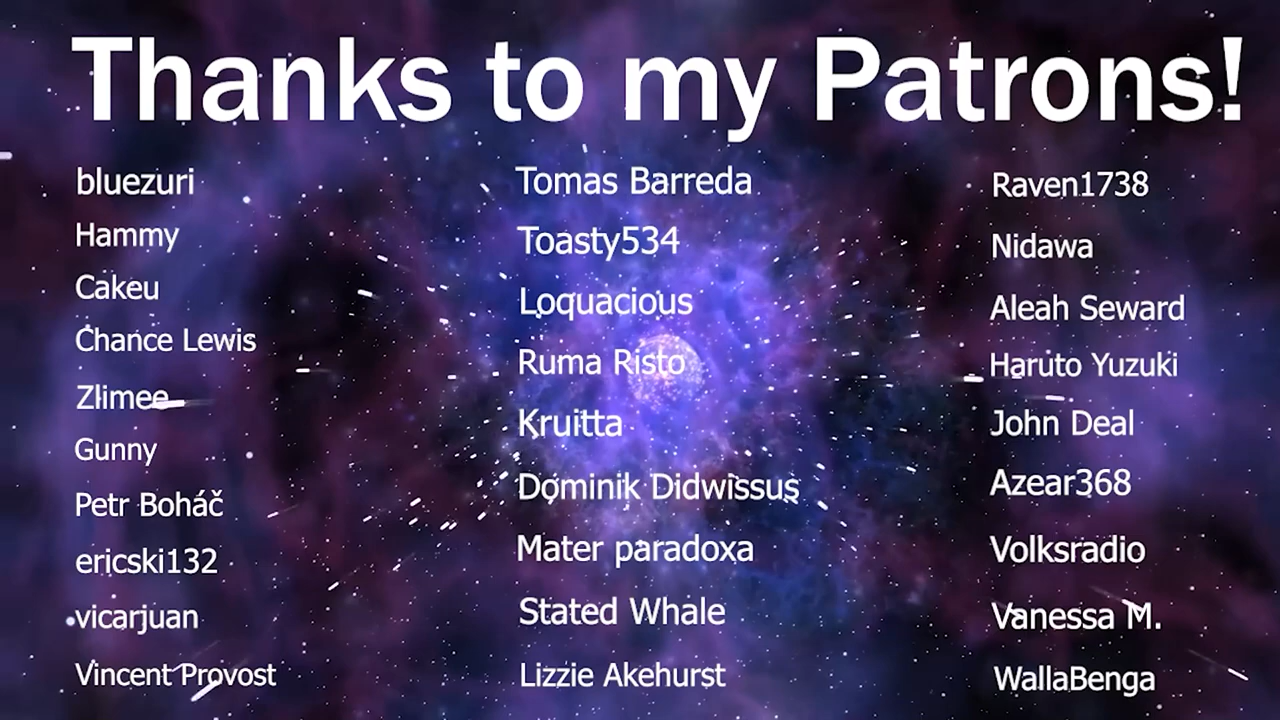 Thanks to my Patrons!
bluezuri
Hammy
Cakeu
Chance Lewis
Zlimee
Gunny
Petr Boháč
ericski132
vicarjuan
Vincent Provost
Tomas Barreda
Toasty534
Loquacious
Ruma Risto
Kruitta
Dominik Didwissus
Mater paradoxa
Stated Whale
Lizzie Akehurst
Raven1738
Nidawa
Aleah Seward
Haruto Yuzuki
John Deal
Azear368
Volksradio
Vanessa M.
WallaBenga